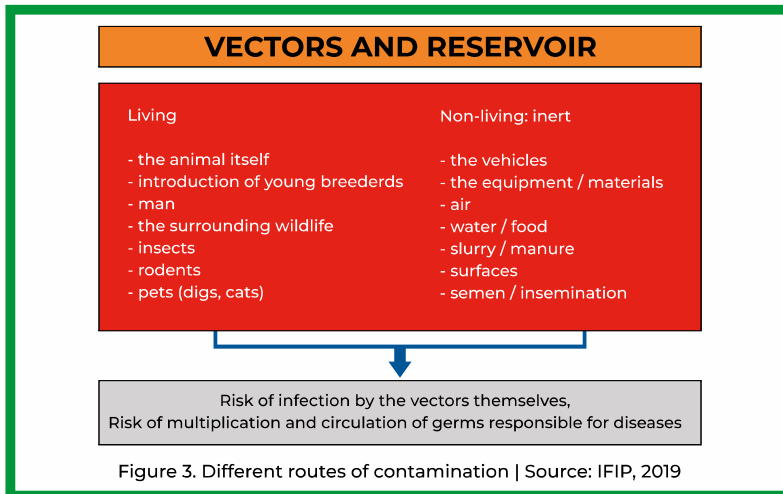 VECTORS AND RESERVOIR
Living
- the animal itself
- introduction of young breederds
- man
- the surrounding wildlife
- insects
- rodents
- pets (digs, cats)
Non-living: inert
- the vehicles
- the equipment / materials
- air
- water / food
- slurry / manure
- surfaces
- semen / insemination
Risk of infection by the vectors themselves,
Risk of multiplication and circulation of germs responsible for diseases
Figure 3. Different routes of contamination | Source: IFIP, 2019